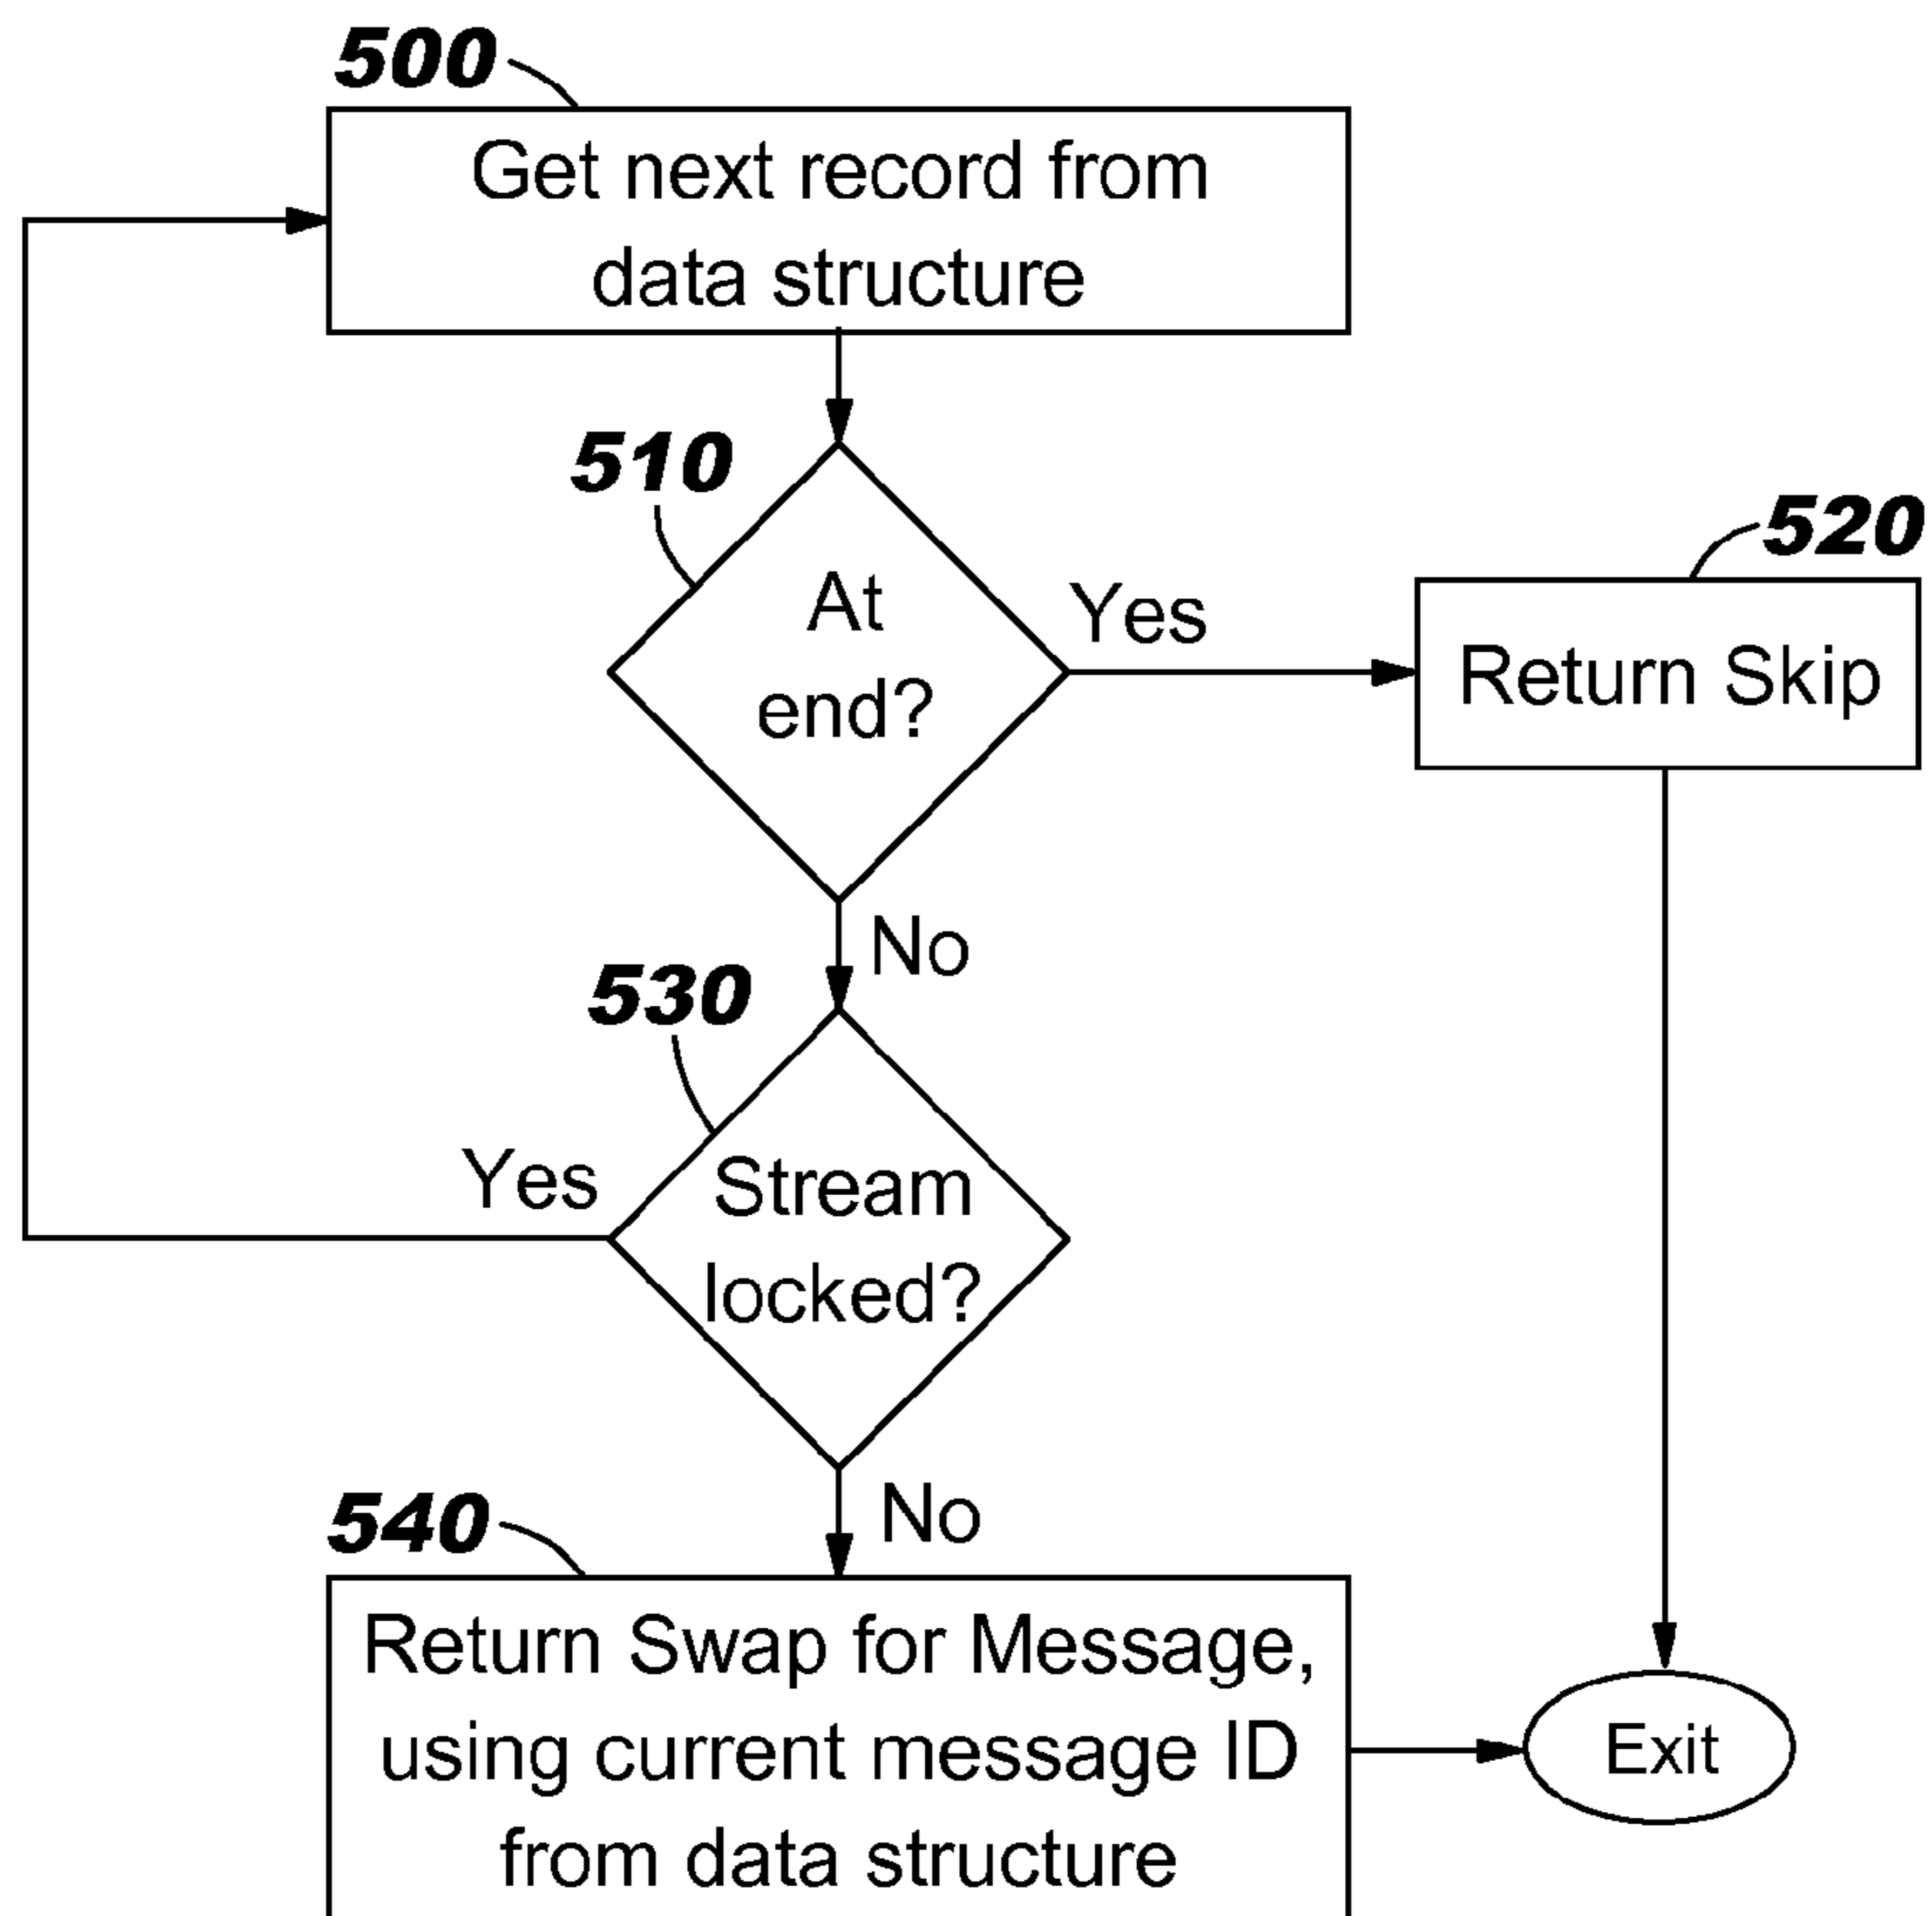 500
Get next record from
data structure
510
At
end?
Yes
520
Return Skip
No
530
Yes
Stream
locked?
No
540
Return Swap for Message,
using current message ID
from data structure
Exit